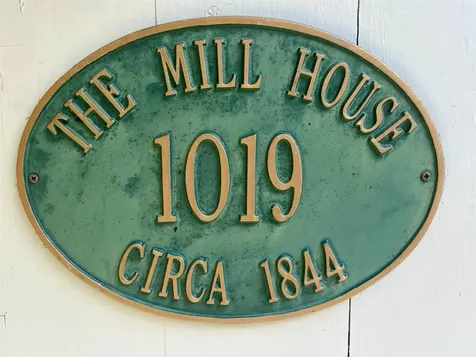 THE MILL HOUSE
1019
CIRCA 1844